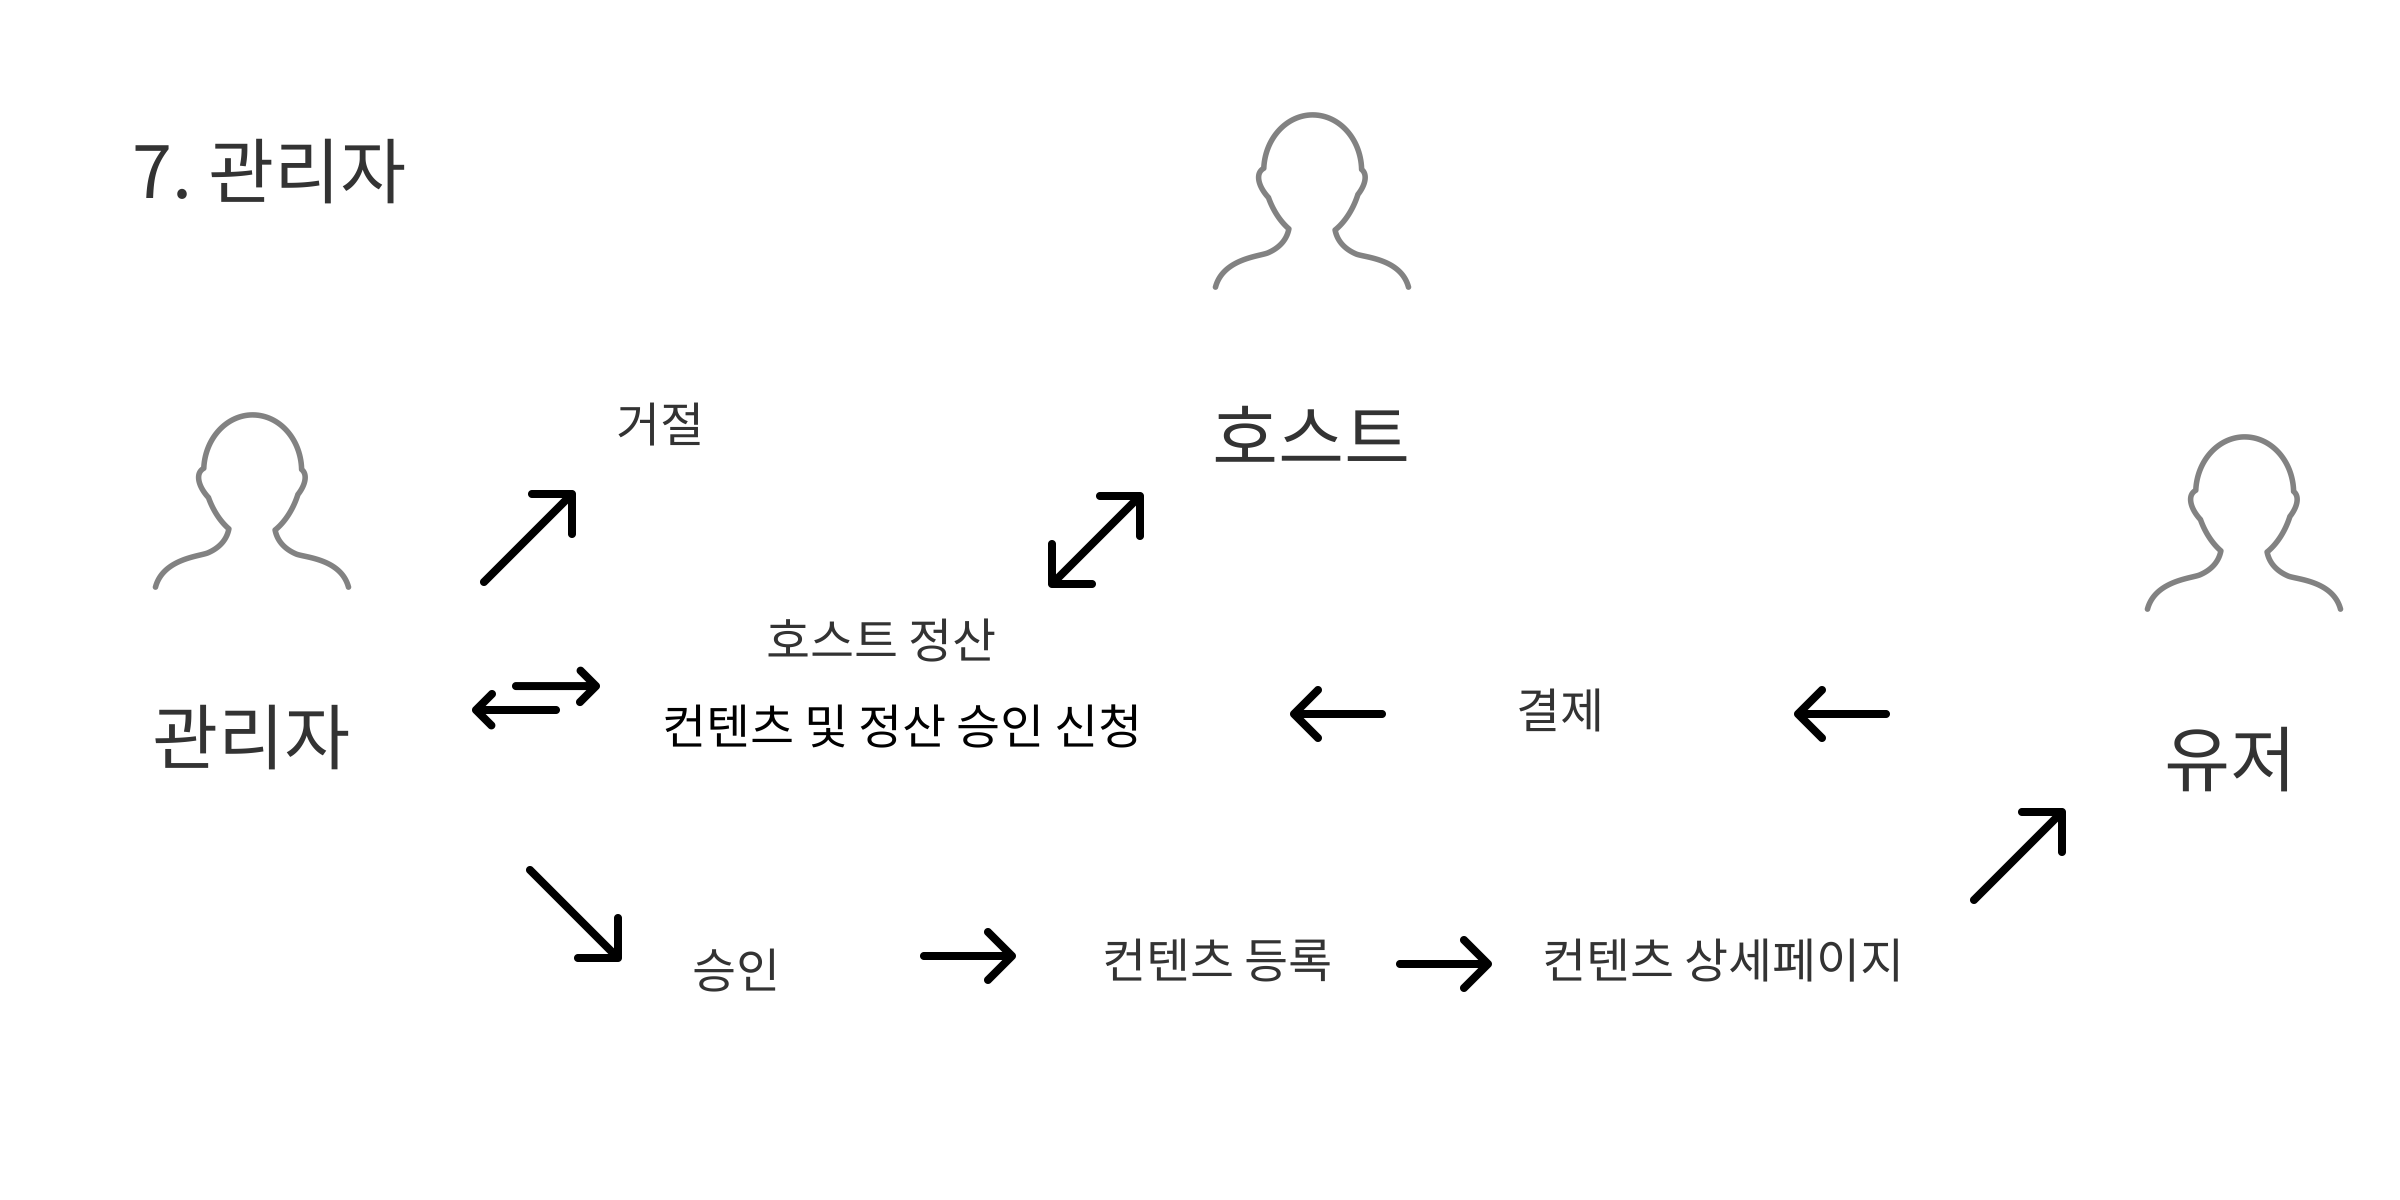 7. 관리자
거절
호스트
호스트 정산
컨텐츠 및 정산 승인 신청
결제
관리자
유저
승인
컨텐츠 등록
컨텐츠 상세페이지